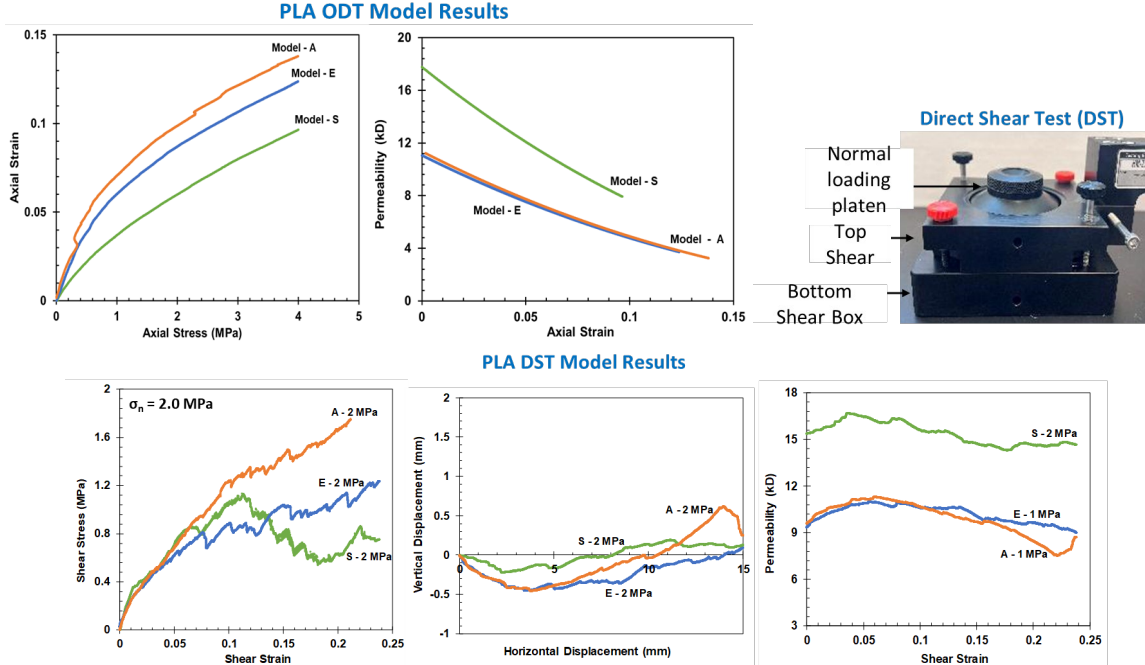 PLA ODT Model Results
0.15
0.1
0.05
0
Axial Strain
Model - A
Model - E
Model - S
0
1
2
3
4
5
Axial Stress (MPa)
20
16
12
8
4
0
Permeability (kD)
Model - S
Model - E
Model - A
0
0.05
0.1
0.15
Axial Strain
Direct Shear Test (DST)
Normal
loading
platen
Top
Shear
Bottom
Shear Box
PLA DST Model Results
2
1.6
1.2
0.8
0.4
0
Shear Stress (MPa)
σn = 2.0 MPa
A - 2 MPa
E - 2 MPa
S - 2 MPa
0
0.05
0.1
0.15
0.2
0.25
Shear Strain
2
1.5
1
0.5
0
-0.5
-1
Vertical Displacement (mm)
A - 2 MPa
S - 2 MPa
E - 2 MPa
0
5
10
15
Horizontal Displacement (mm)
18
15
12
9
6
3
Permeability (kD)
S - 2 MPa
E - 1 MPa
A - 1 MPa
0
0.05
0.1
0.15
0.2
0.25
Shear Strain